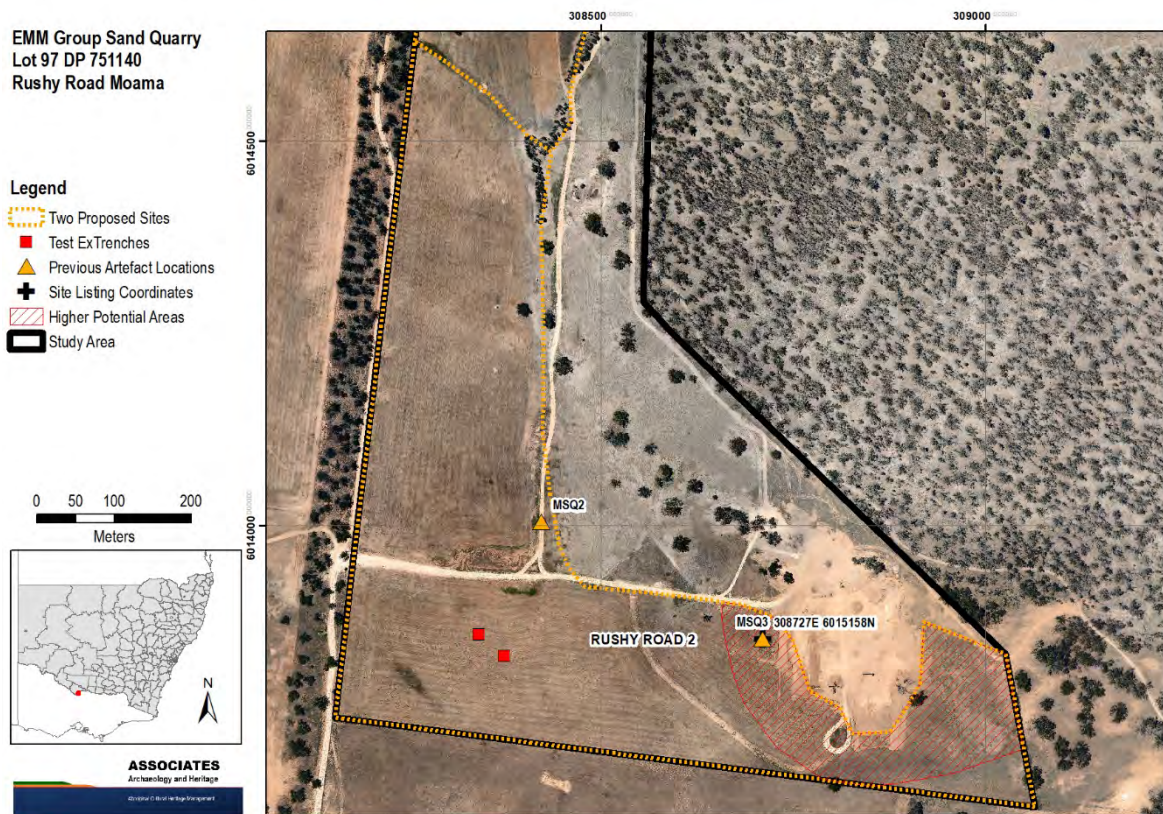 EMM Group Sand Quarry
Lot 97 DP 751140
Rushy Road Moama
Legend
Two Proposed Sites
Test ExTrenches
Previous Artefact Locations
Site Listing Coordinates
Higher Potential Areas
Study Area
0 50 100 200
Meters
N
ASSOCIATES
Archaeology and Heritage
308500
309000
6014500
6014000
MSQ2
MSQ3 308727E 6015158N
RUSHY ROAD 2